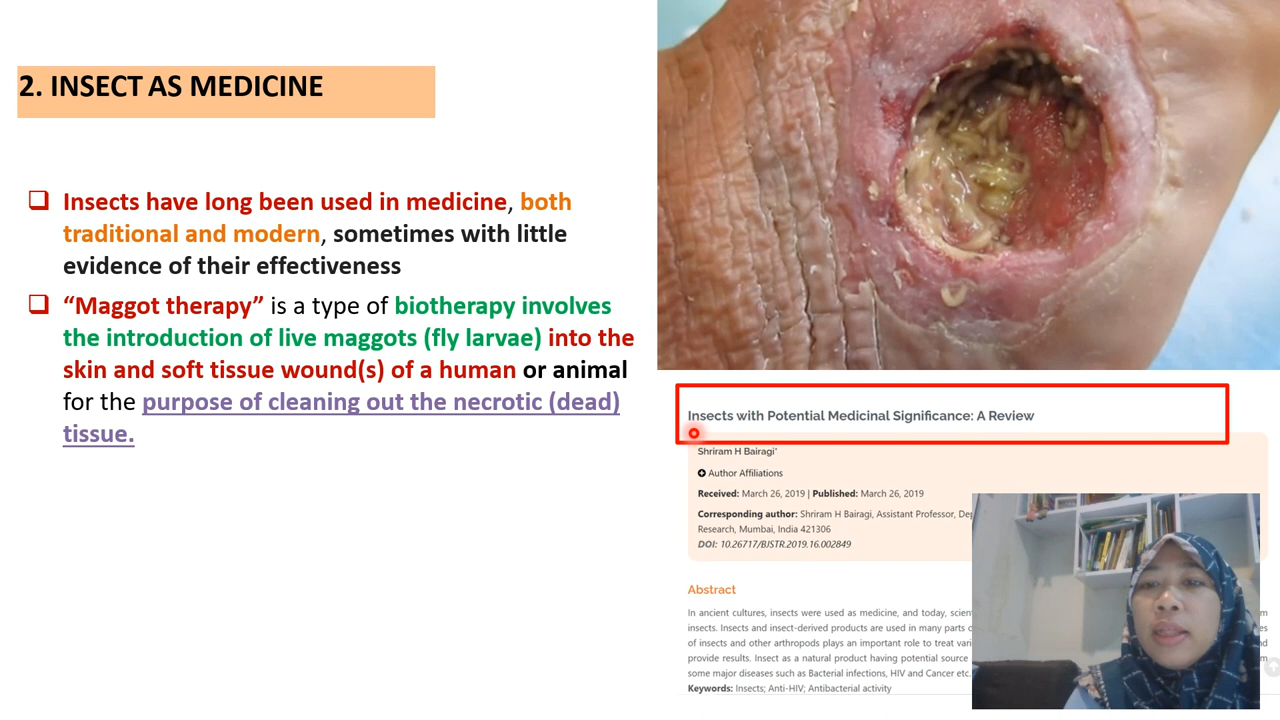 2. INSECT AS MEDICINE
❑ Insects have long been used in medicine, both
traditional and modern, sometimes with little
evidence of their effectiveness
❑ “Maggot therapy” is a type of biotherapy involves
the introduction of live maggots (fly larvae) into the
skin and soft tissue wound(s) of a human or animal
for the purpose of cleaning out the necrotic (dead)
tissue.
Insects with Potential Medicinal Significance: A Review
Shriram H Bairagi*
Author Affiliations
Received: March 26, 2019 | Published: March 26, 2019
Corresponding author: Shriram H Bairagi, Assistant Professor,
Research, Mumbai, India 421306
DOI: 10.26717/BJSTR.2019.16.002849
Abstract
In ancient cultures, insects were used as medicine, and today,
insects. Insects and insect-derived products are used in many parts
of insects and other arthropods plays an important role to treat
provide results. Insect as a natural product having potential source
some major diseases such as Bacterial infections, HIV and Cancer etc.
Keywords: Insects; Anti-HIV; Antibacterial activity